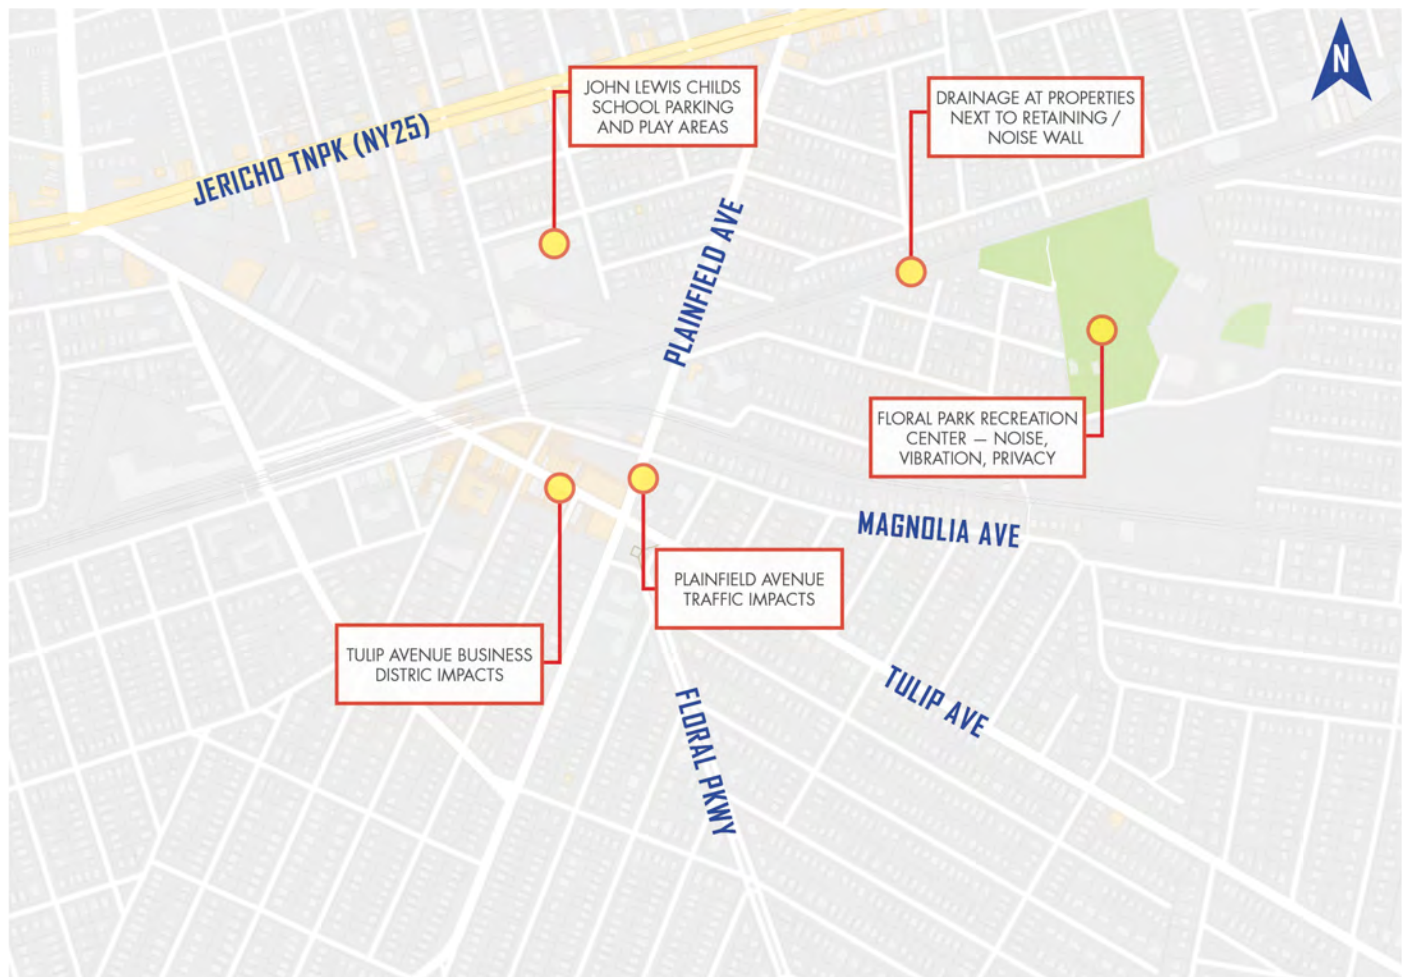 N
JOHN LEWIS CHILDS
SCHOOL PARKING
AND PLAY AREAS
DRAINAGE AT PROPERTIES
NEXT TO RETAINING /
NOISE WALL
JERICHO TNPK (NY25)
PLAINFIELD AVE
FLORAL PARK RECREATION
CENTER — NOISE,
VIBRATION, PRIVACY
MAGNOLIA AVE
PLAINFIELD AVENUE
TRAFFIC IMPACTS
TULIP AVENUE BUSINESS
DISTRIC IMPACTS
TULIP AVE
FLORAL PKWY